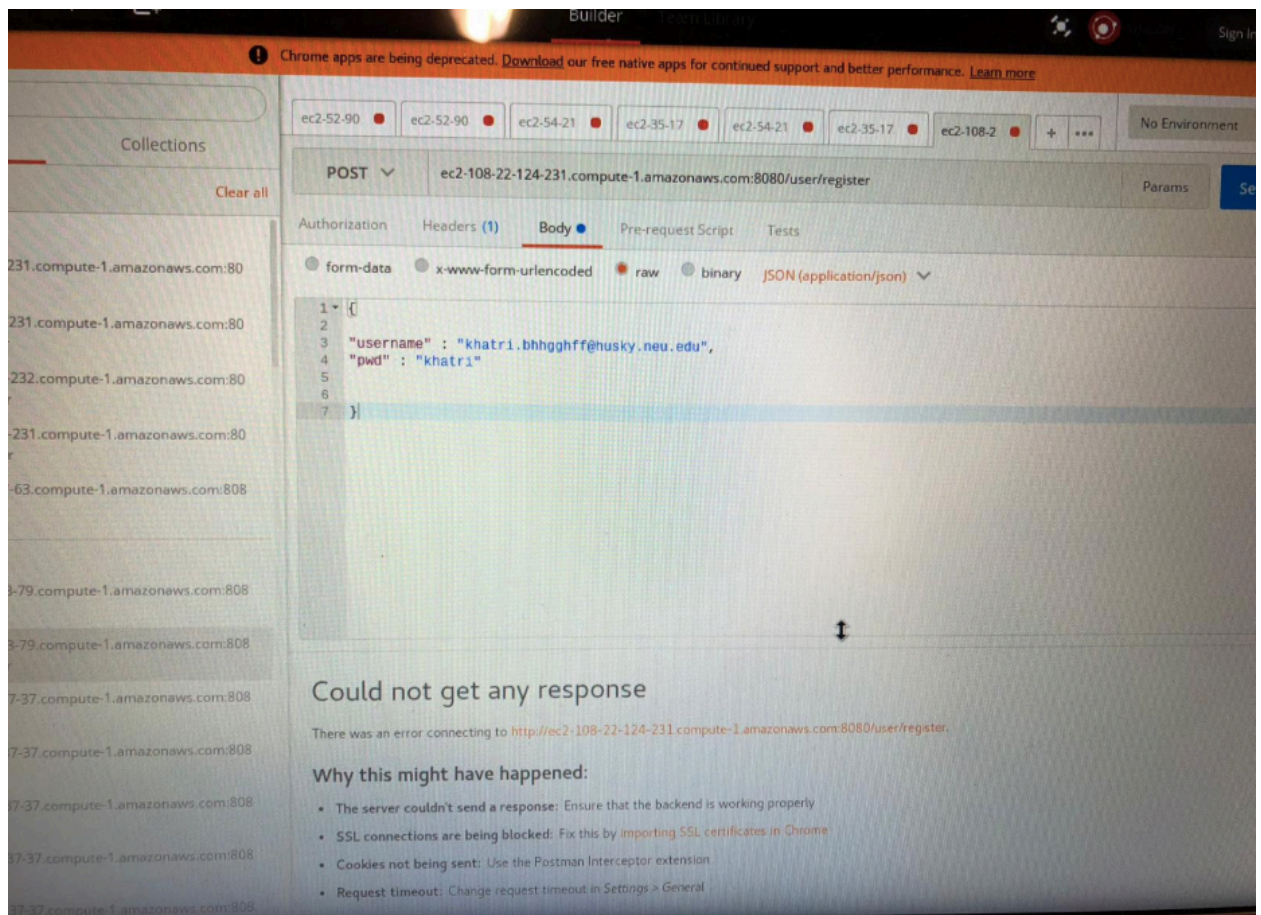 Builder
Team Library
Sign In
Chrome apps are being deprecated. Download our free native apps for continued support and better performance. Learn more
ec2-52-90
ec2-52-90
ec2-54-21
ec2-35-17
ec2-54-21
ec2-35-17
ec2-108-2
+
•••
No Environment
Collections
Clear all
231.compute-1.amazonaws.com:80
231.compute-1.amazonaws.com:80
-232.compute-1.amazonaws.com:80
-231.compute-1.amazonaws.com:80
-63.compute-1.amazonaws.com:808
-79.compute-1.amazonaws.com:808
3-79.compute-1.amazonaws.com:808
7-37.compute-1.amazonaws.com:808
7-37.compute-1.amazonaws.com:808
37-37.compute-1.amazonaws.com:808
37-37.compute-1.amazonaws.com:808
37-37.compute-1.amazonaws.com:808
POST
ec2-108-22-124-231.compute-1.amazonaws.com:8080/user/register
Params
Se
Authorization
Headers (1)
Body
Pre-request Script
Tests
form-data
x-www-form-urlencoded
raw
binary
JSON (application/json)
1 {
2
3 "username" : "khatri.bhhgghff@husky.neu.edu",
4 "pwd" : "khatri"
5
6
7 }
Could not get any response
There was an error connecting to http://ec2-108-22-124-231.compute-1.amazonaws.com:8080/user/register.
Why this might have happened:
• The server couldn't send a response: Ensure that the backend is working properly
• SSL connections are being blocked: Fix this by importing SSL certificates in Chrome
• Cookies not being sent: Use the Postman Interceptor extension
• Request timeout: Change request timeout in Settings > General